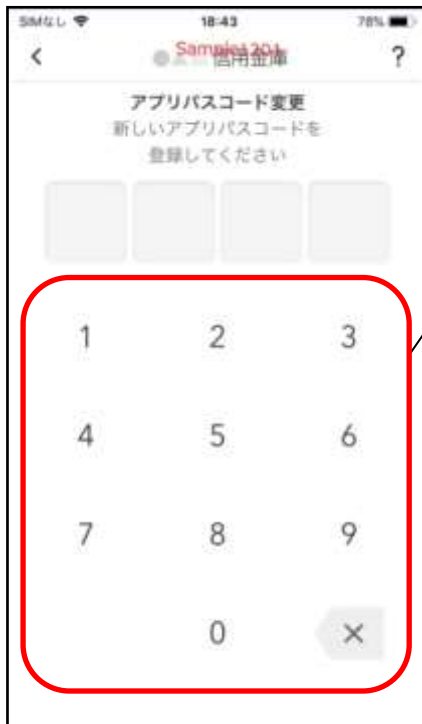 SIMなし 18:43 78%
< Sample1201 信用金庫 ?
アプリパスコード変更
新しいアプリパスコードを
登録してください
1 2 3
4 5 6
7 8 9
0 ×